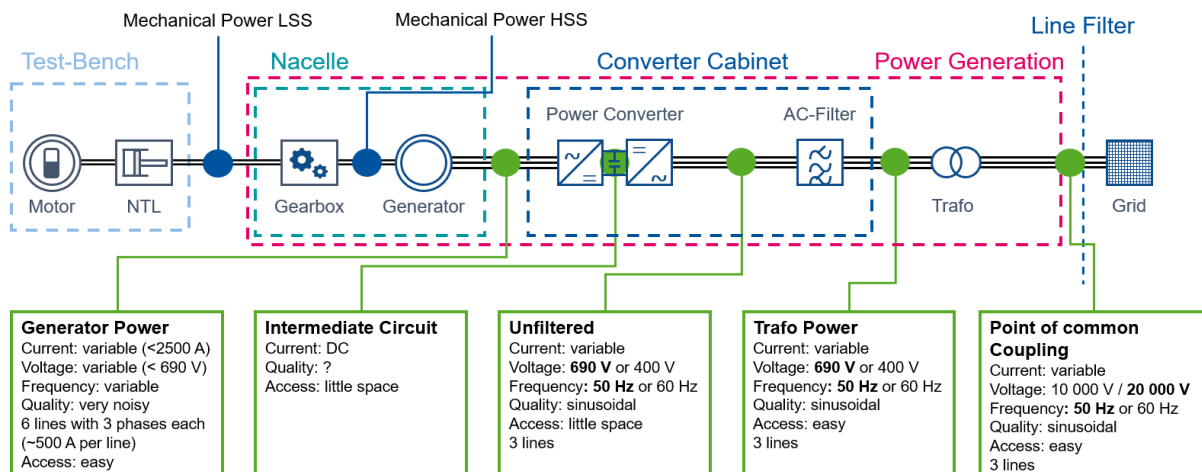 Mechanical Power LSS
Mechanical Power HSS
Line Filter
Test-Bench
Nacelle
Converter Cabinet
Power Generation
Power Converter
AC-Filter
~
=
=
~
Motor
NTL
Gearbox
Generator
Trafo
Grid
Generator Power
Current: variable (<2500 A)
Voltage: variable (< 690 V)
Frequency: variable
Quality: very noisy
6 lines with 3 phases each
(~500 A per line)
Access: easy
Intermediate Circuit
Current: DC
Quality: ?
Access: little space
Unfiltered
Current: variable
Voltage: 690 V or 400 V
Frequency: 50 Hz or 60 Hz
Quality: sinusoidal
Access: little space
3 lines
Trafo Power
Current: variable
Voltage: 690 V or 400 V
Frequency: 50 Hz or 60 Hz
Quality: sinusoidal
Access: easy
3 lines
Point of common
Coupling
Current: variable
Voltage: 10 000 V / 20 000 V
Frequency: 50 Hz or 60 Hz
Quality: sinusoidal
Access: easy
3 lines